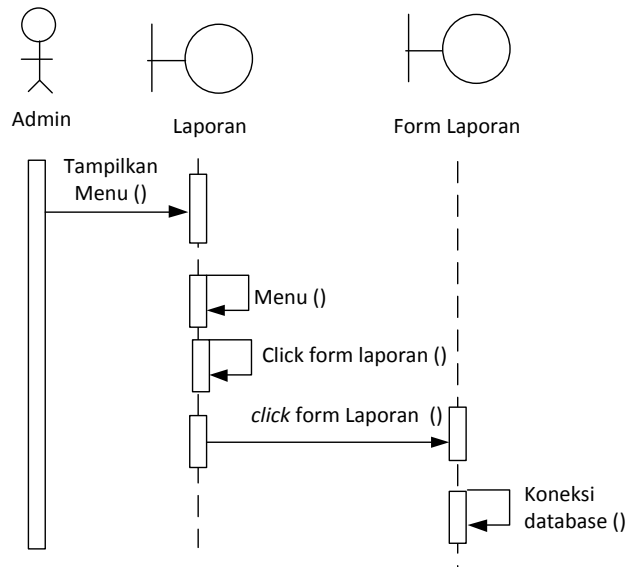 Admin
Laporan
Form Laporan
Tampilkan
Menu ()
Menu ()
Click form laporan ()
click form Laporan ()
Koneksi
database ()